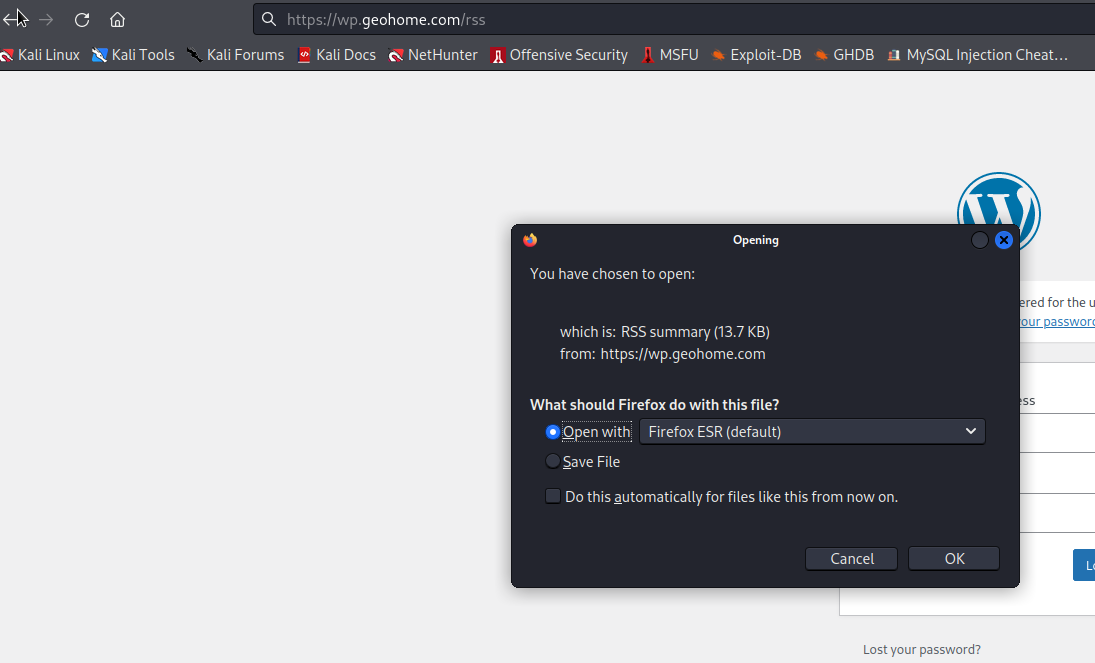 https://wp.geohome.com/rss
Kali Linux Kali Tools Kali Forums Kali Docs NetHunter Offensive Security MSFU Exploit-DB GHDB MySQL Injection Cheat…
Opening
You have chosen to open:
which is: RSS summary (13.7 KB)
from: https://wp.geohome.com
What should Firefox do with this file?
Open with Firefox ESR (default)
Save File
Do this automatically for files like this from now on.
Cancel OK
ered for the u
our password
ess
Lo
Lost your password?